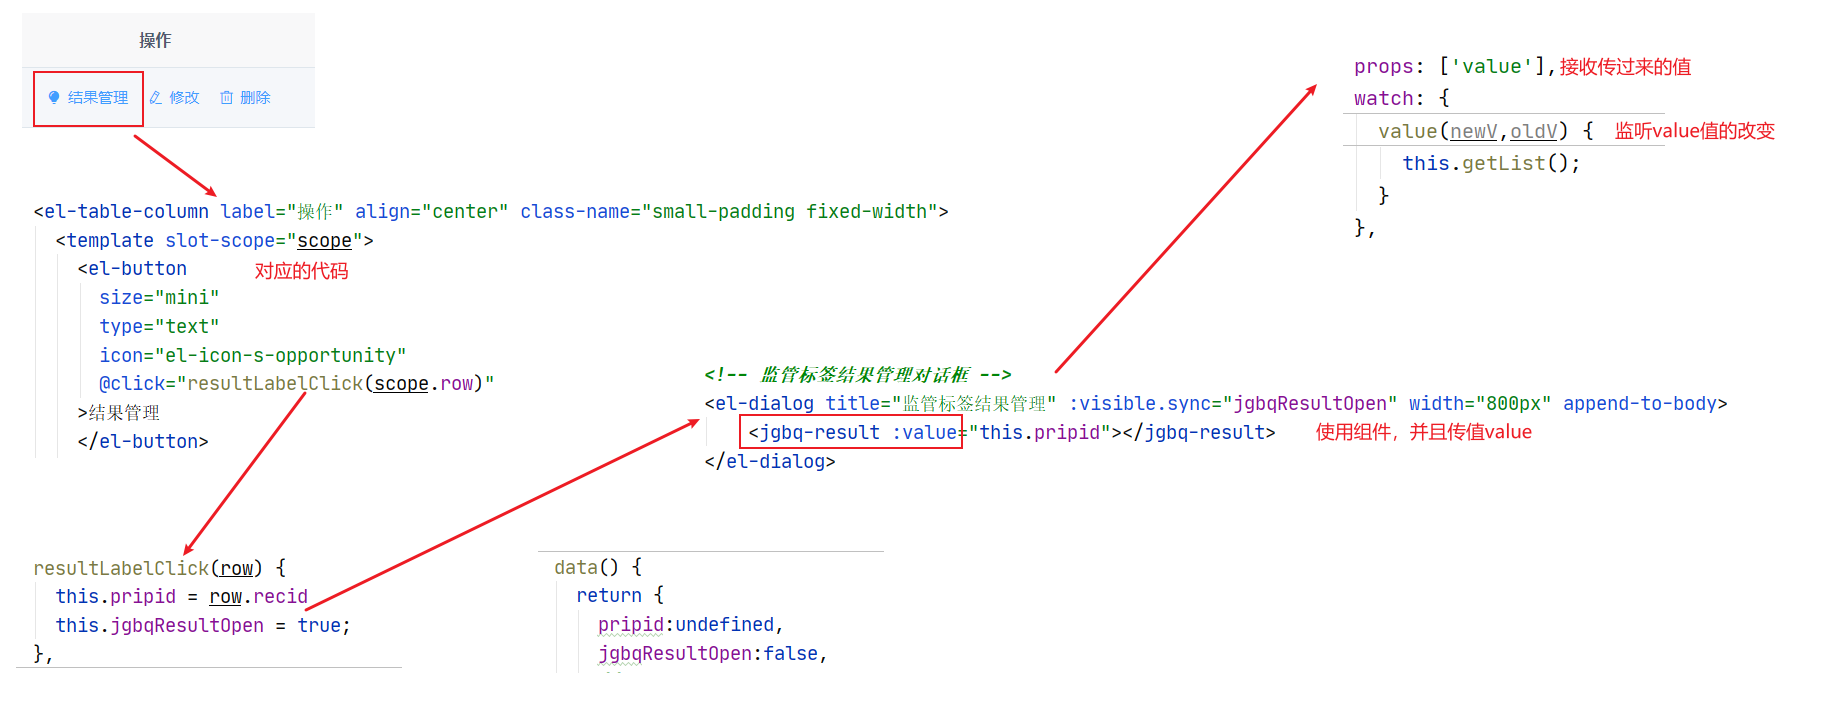 操作
结果管理 修改 删除
<el-table-column label="操作" align="center" class-name="small-padding fixed-width">
<template slot-scope="scope">
<el-button
对应的代码
size="mini"
type="text"
icon="el-icon-s-opportunity"
@click="resultLabelClick(scope.row)"
>结果管理
</el-button>
resultLabelClick(row) {
this.pripid = row.recid
this.jgbqResultOpen = true;
},
data() {
return {
pripid:undefined,
jgbqResultOpen:false,
<!-- 监管标签结果管理对话框 -->
<el-dialog title="监管标签结果管理" :visible.sync="jgbqResultOpen" width="800px" append-to-body>
<jgbq-result :value="this.pripid"></jgbq-result> 使用组件，并且传值value
</el-dialog>
props: ['value'],接收传过来的值
watch: {
value(newV,oldV) { 监听value值的改变
this.getList();
}
},